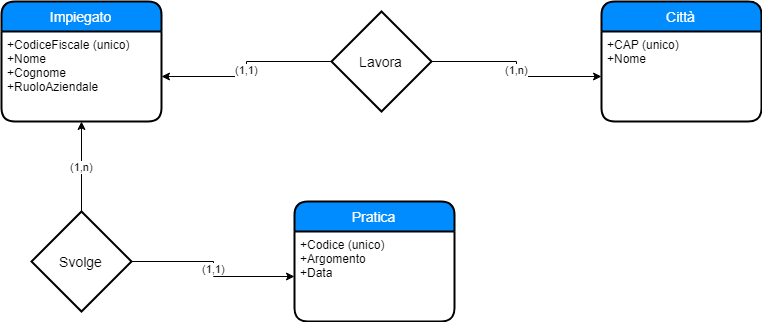 Impiegato
+CodiceFiscale (unico)
+Nome
+Cognome
+RuoloAziendale
(1,1)
Lavora
(1,n)
Città
+CAP (unico)
+Nome
(1,n)
Svolge
(1,1)
Pratica
+Codice (unico)
+Argomento
+Data